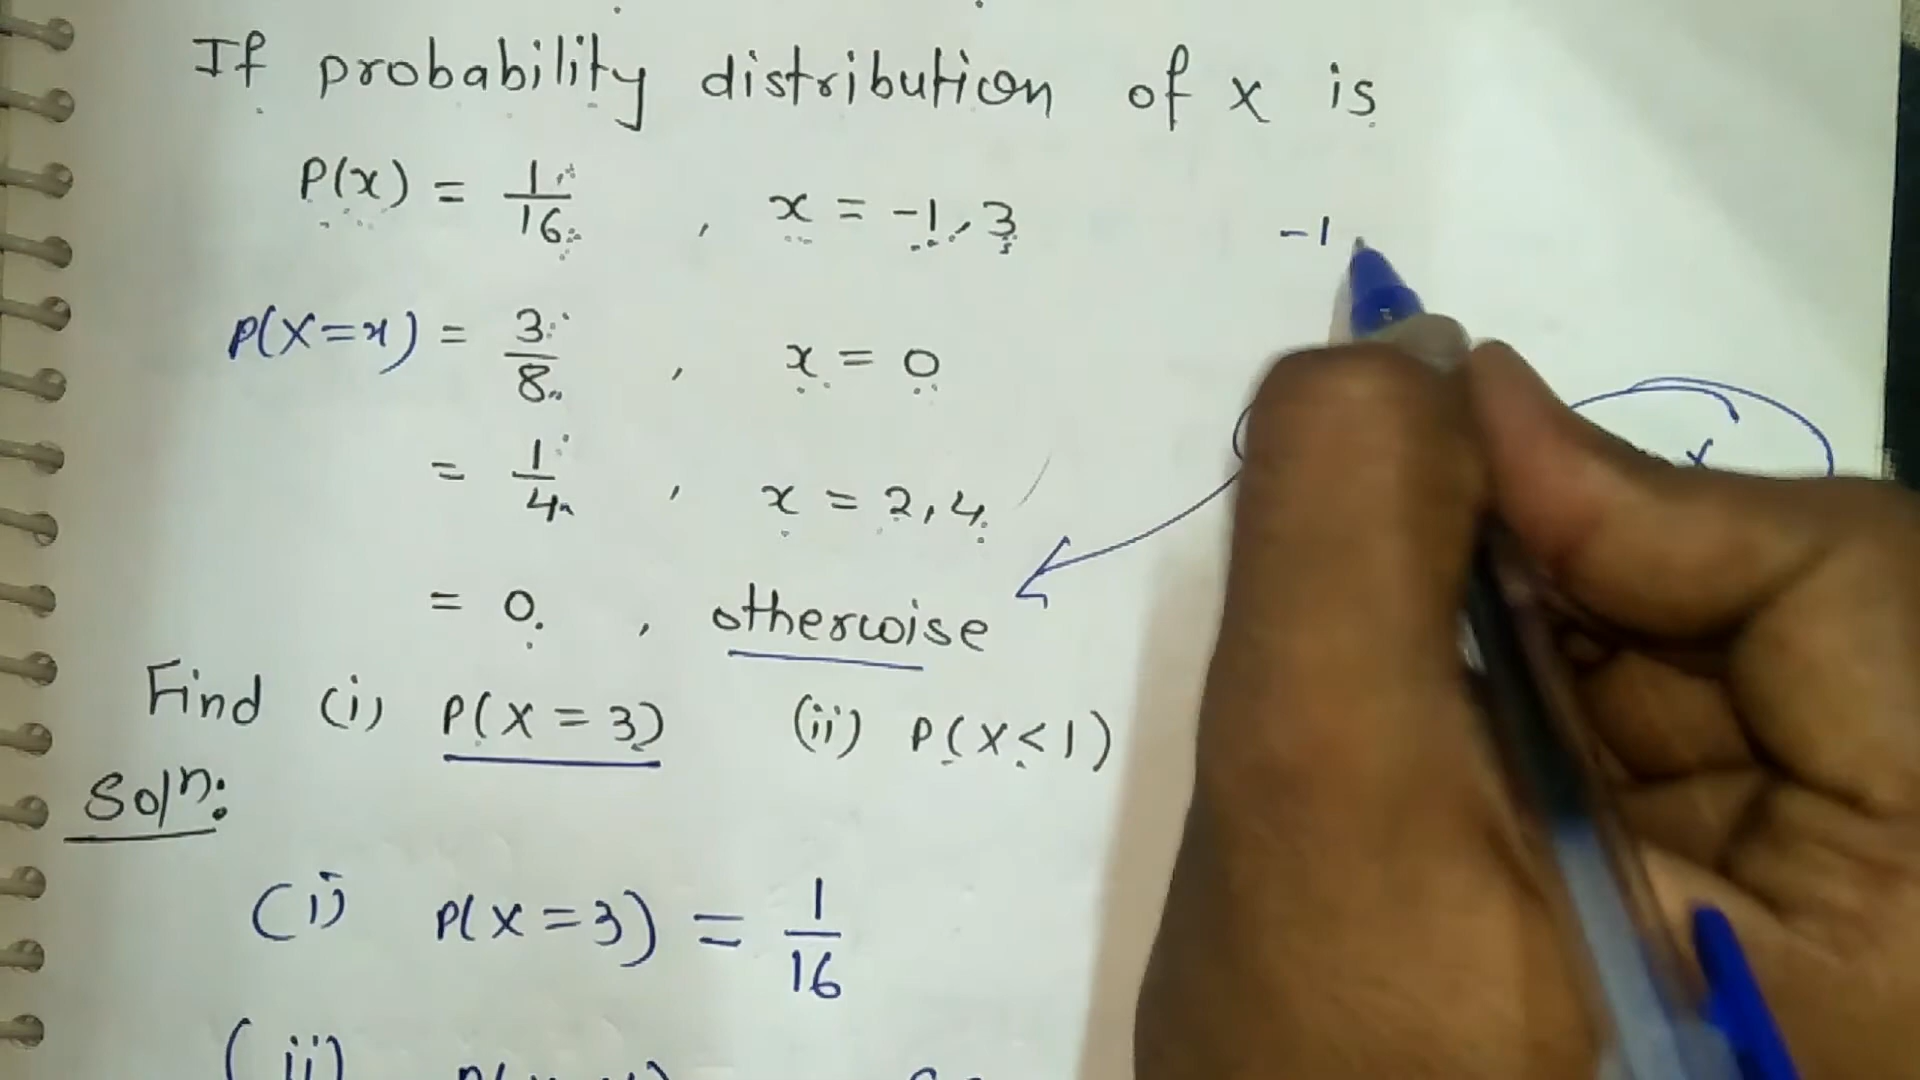 If probability distribution of x is
P(x) = 1/16 , x = -1, 3
-1
P(X=x) = 3/8 , x = 0
x
= 1/4 , x = 2, 4
= 0. , otherwise
Find (i) P(X = 3) (ii) P(X < 1)
Solⁿ:
(i) P(X = 3) = 1/16
(ii)